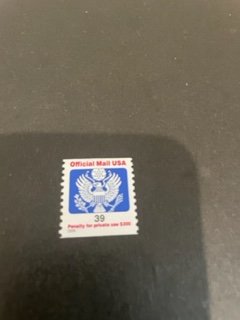 Official Mail USA
39
Penalty for private use $300